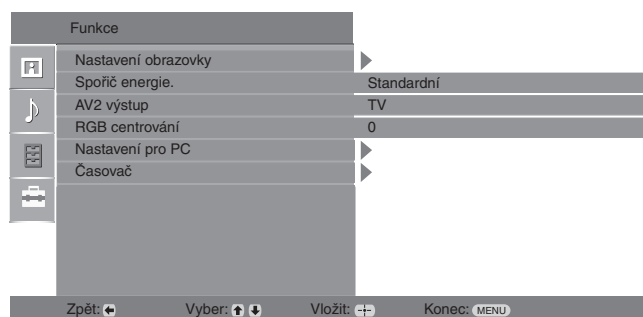 Funkce
Nastavení obrazovky
Spořič energie. Standardní
AV2 výstup TV
RGB centrování 0
Nastavení pro PC
Časovač
Zpět: Vyber: Vložit: Konec: MENU